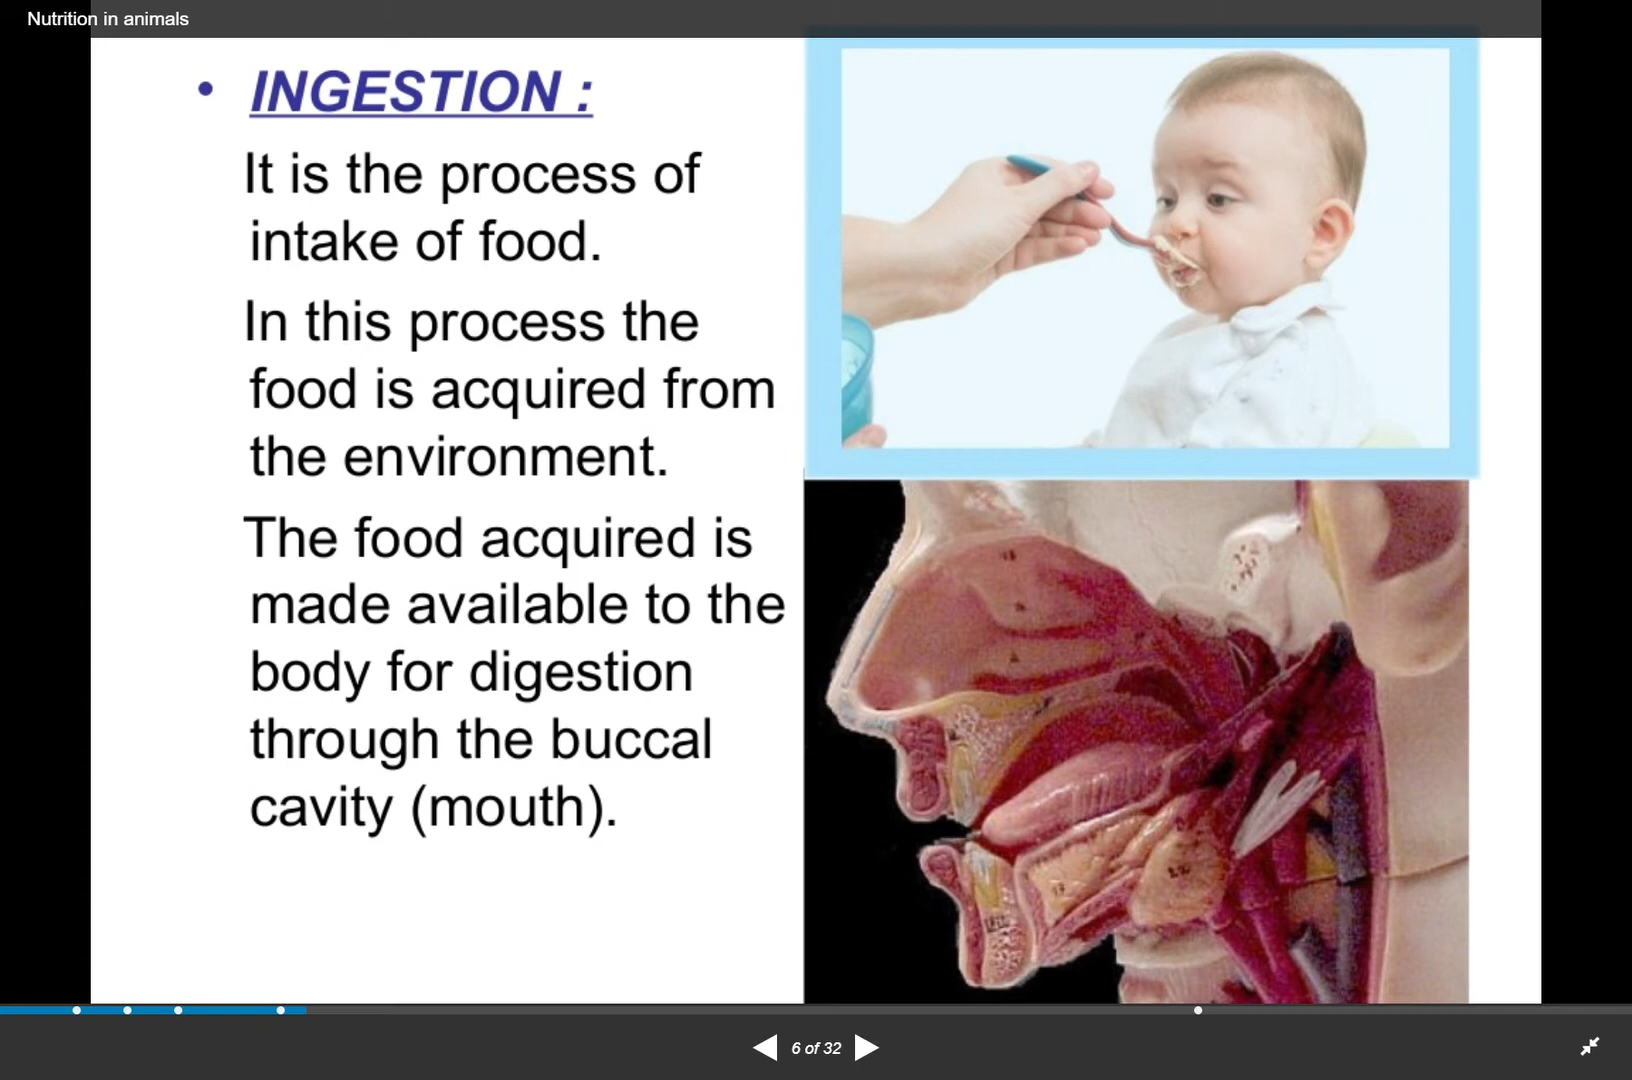 Nutrition in animals
• INGESTION :
It is the process of
intake of food.
In this process the
food is acquired from
the environment.
The food acquired is
made available to the
body for digestion
through the buccal
cavity (mouth).
6 of 32